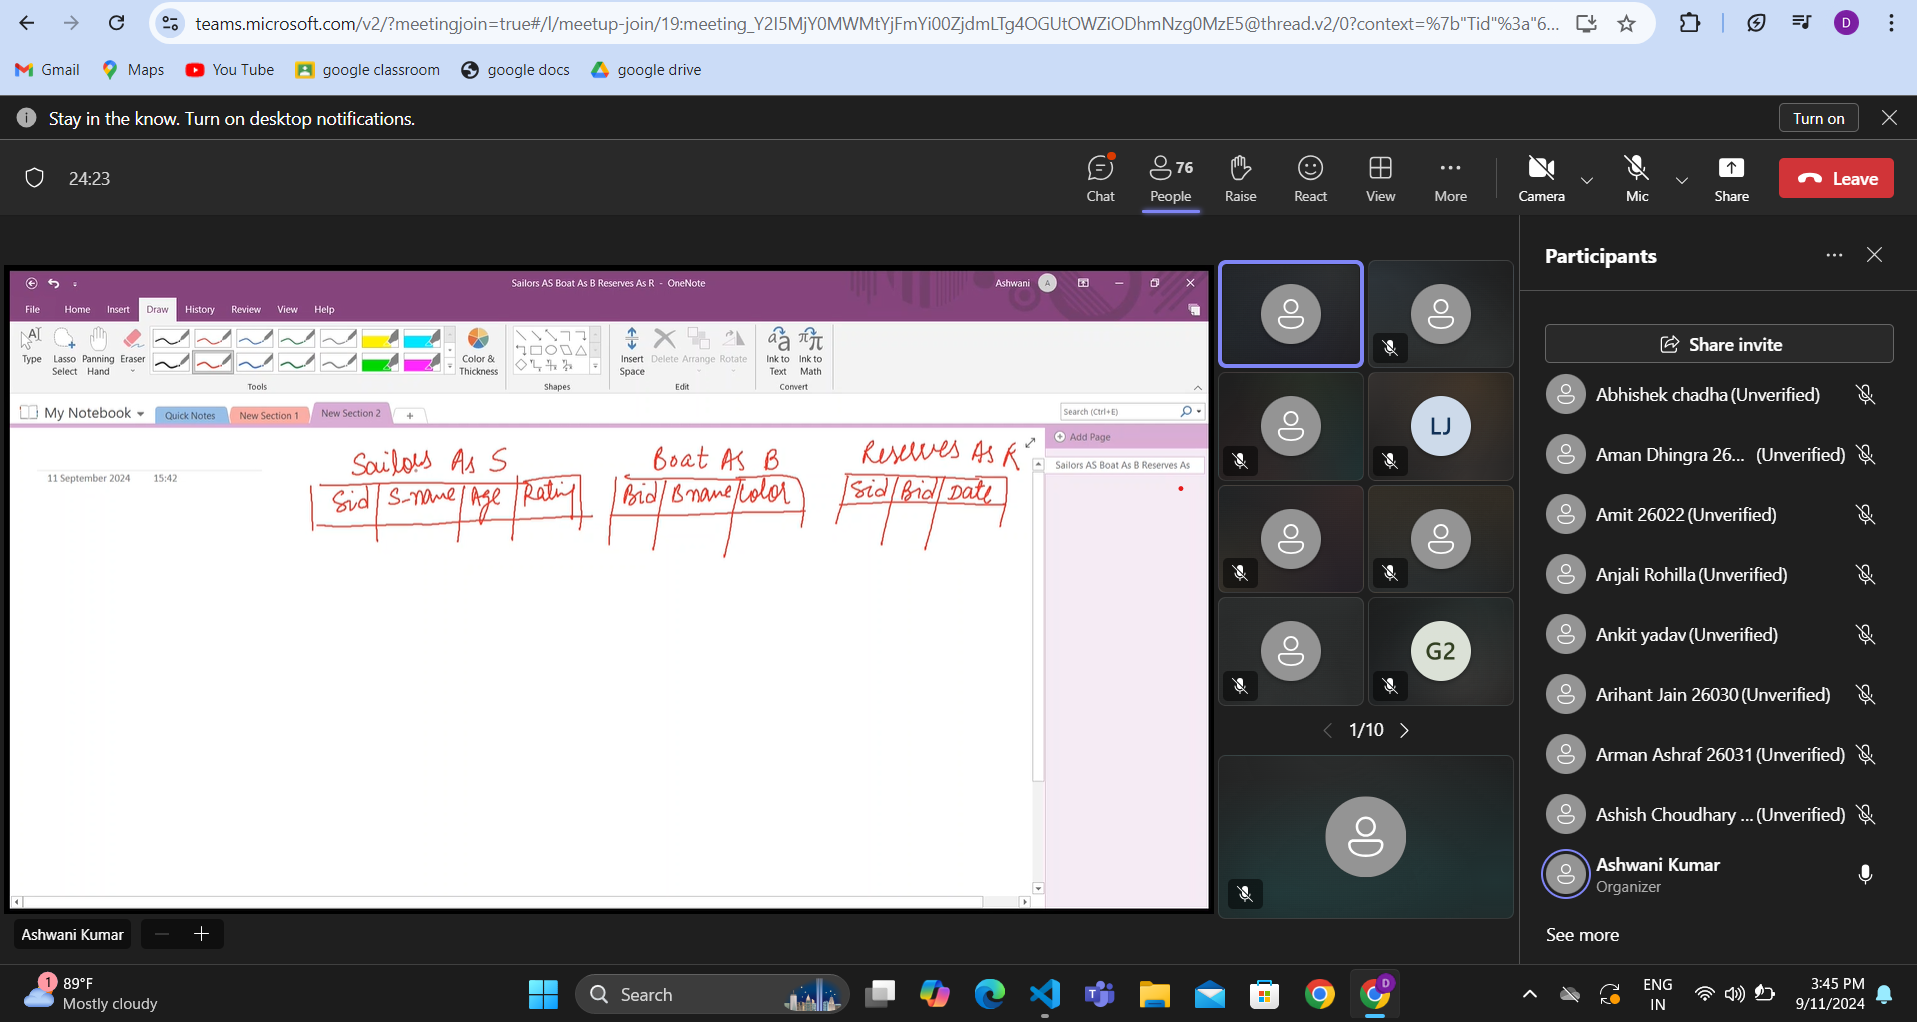 teams.microsoft.com/v2/?meetingjoin=true#/l/meetup-join/19:meeting_Y2I5MjY0MWMtYjFmYi00ZjdmLTg4OGUtOWZiODhmNzg0MzE5@thread.v2/0?context=%7b"Tid"%3a"6...
D
Gmail Maps You Tube google classroom google docs google drive
Stay in the know. Turn on desktop notifications. Turn on
24:23 Chat 76 People Raise React View More Camera Mic Share Leave
Sailors AS Boat As B Reserves As R - OneNote Ashwani A
File Home Insert Draw History Review View Help
Type Lasso Select Panning Hand Eraser Color & Thickness Insert Space Delete Arrange Rotate Ink to Text Ink to Math
Tools Shapes Edit Convert
My Notebook Quick Notes New Section 1 New Section 2 + Search (Ctrl+E)
Add Page
Sailors AS Boat As B Reserves As
11 September 2024 15:42
Sailors As S Boat As B Reserves As R
Sid S-name Age Rating Bid Bname Color Sid Bid Date
LJ
G2
1/10
Ashwani Kumar
Participants
Share invite
Abhishek chadha (Unverified)
Aman Dhingra 26... (Unverified)
Amit 26022 (Unverified)
Anjali Rohilla (Unverified)
Ankit yadav (Unverified)
Arihant Jain 26030 (Unverified)
Arman Ashraf 26031 (Unverified)
Ashish Choudhary ... (Unverified)
Ashwani Kumar
Organizer
See more
1 89°F
Mostly cloudy
Search
D
ENG
IN
3:45 PM
9/11/2024